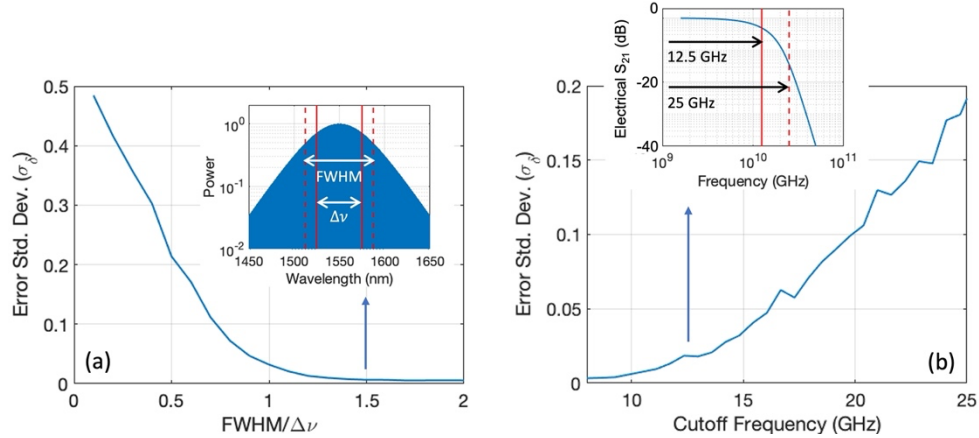 0
-20
-40
Electrical S21 (dB)
12.5 GHz
25 GHz
10^9 10^10 10^11
Frequency (GHz)
0.5
0.4
0.3
0.2
0.1
0
Error Std. Dev. (σδ)
10^0
10^-1
10^-2
Power
FWHM
Δν
1450 1500 1550 1600 1650
Wavelength (nm)
(a)
0 0.5 1 1.5 2
FWHM/Δν
0.2
0.15
0.1
0.05
0
Error Std. Dev. (σδ)
(b)
10 15 20 25
Cutoff Frequency (GHz)